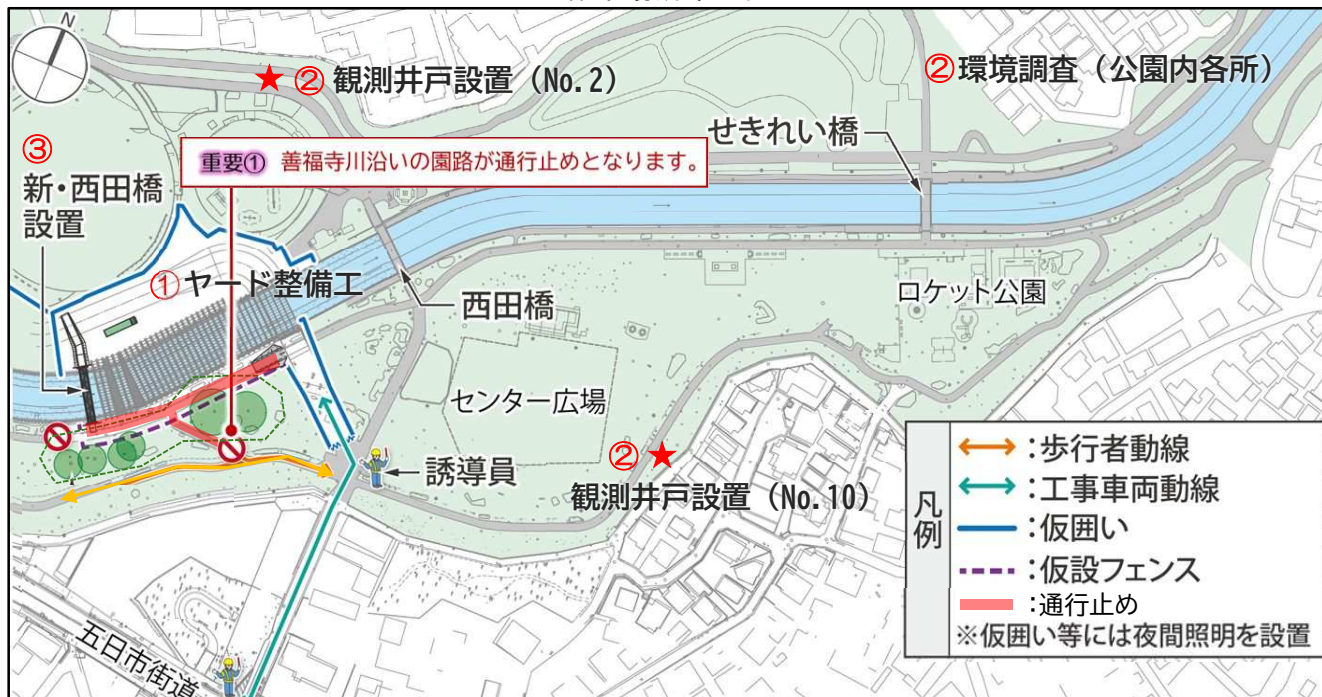 N
★ ② 観測井戸設置（No.2）
② 環境調査（公園内各所）
せきれい橋
重要① 善福寺川沿いの園路が通行止めとなります。
③
新・西田橋
設置
① ヤード整備工
西田橋
ロケット公園
センター広場
誘導員
② ★
観測井戸設置（No.10）
五日市街道
凡例
：歩行者動線
：工事車両動線
：仮囲い
：仮設フェンス
：通行止め
※仮囲い等には夜間照明を設置